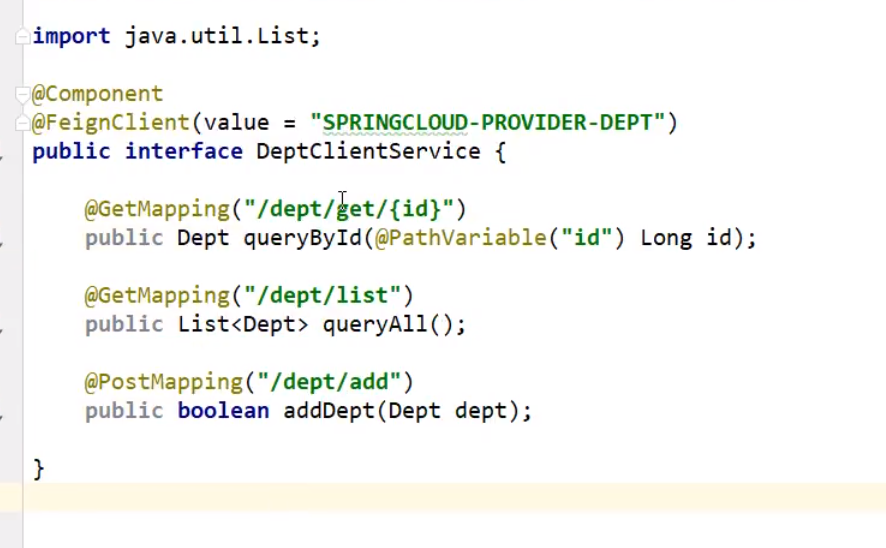 import java.util.List;
@Component
@FeignClient(value = "SPRINGCLOUD-PROVIDER-DEPT")
public interface DeptClientService {
@GetMapping("/dept/get/{id}")
public Dept queryById(@PathVariable("id") Long id);
@GetMapping("/dept/list")
public List<Dept> queryAll();
@PostMapping("/dept/add")
public boolean addDept(Dept dept);
}